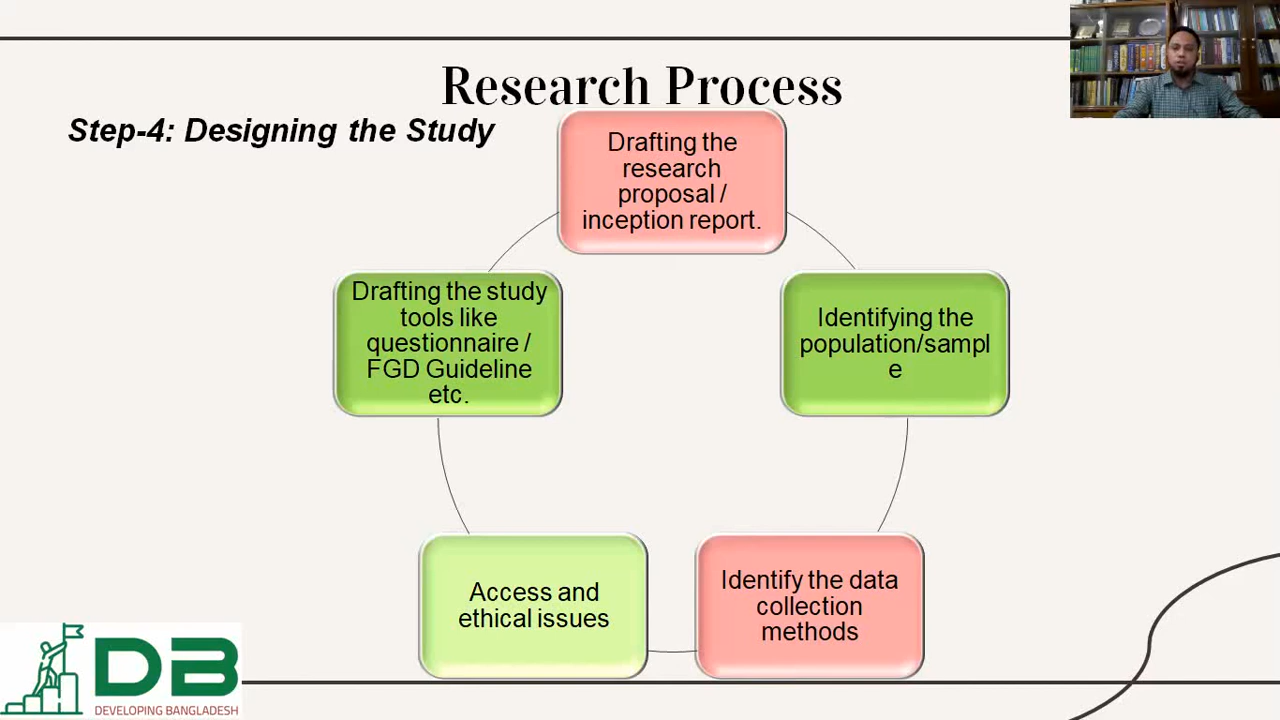 Research Process
Step-4: Designing the Study
Drafting the
research
proposal /
inception report.
Identifying the
population/sampl
e
Identify the data
collection
methods
Access and
ethical issues
Drafting the study
tools like
questionnaire /
FGD Guideline
etc.
DB
DEVELOPING BANGLADESH